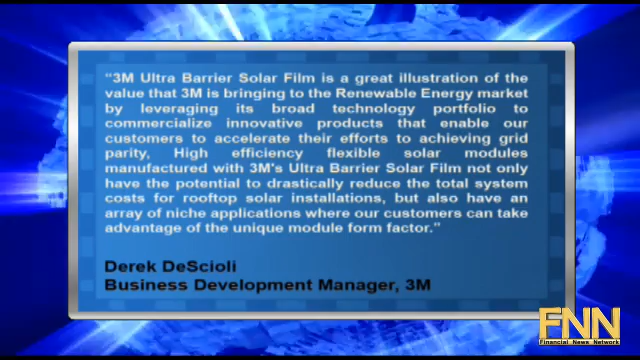 “3M Ultra Barrier Solar Film is a great illustration of the
value that 3M is bringing to the Renewable Energy market
by leveraging its broad technology portfolio to
commercialize innovative products that enable our
customers to accelerate their efforts to achieving grid
parity, High efficiency flexible solar modules
manufactured with 3M's Ultra Barrier Solar Film not only
have the potential to drastically reduce the total system
costs for rooftop solar installations, but also have an
array of niche applications where our customers can take
advantage of the unique module form factor.”
Derek DeScioli
Business Development Manager, 3M
FNN
Financial News Network